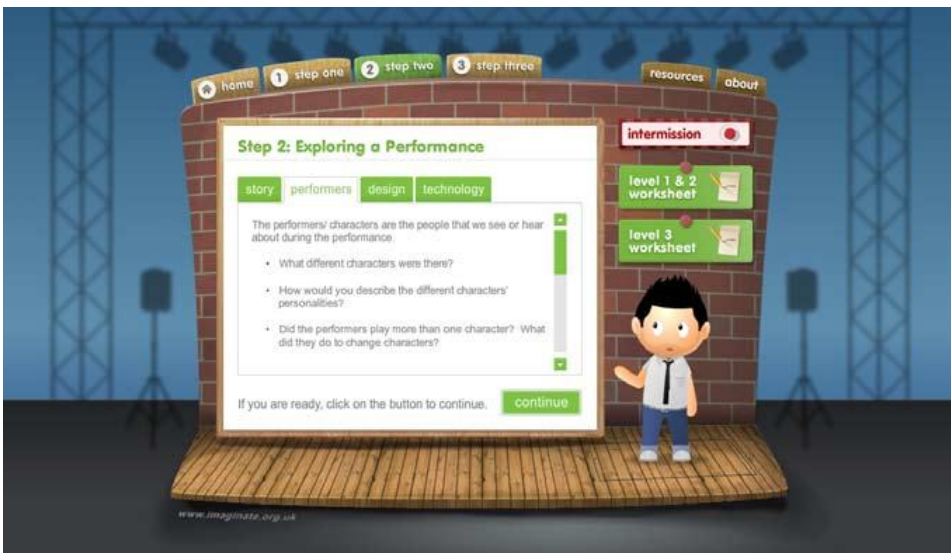 home
1 step one
2 step two
3 step three
resources
about
intermission
Step 2: Exploring a Performance
level 1 & 2
worksheet
story
performers
design
technology
The performers/ characters are the people that we see or hear
about during the performance.
• What different characters were there?
• How would you describe the different characters'
personalities?
• Did the performers play more than one character? What
did they do to change characters?
level 3
worksheet
If you are ready, click on the button to continue.
continue
www.imaginate.org.uk